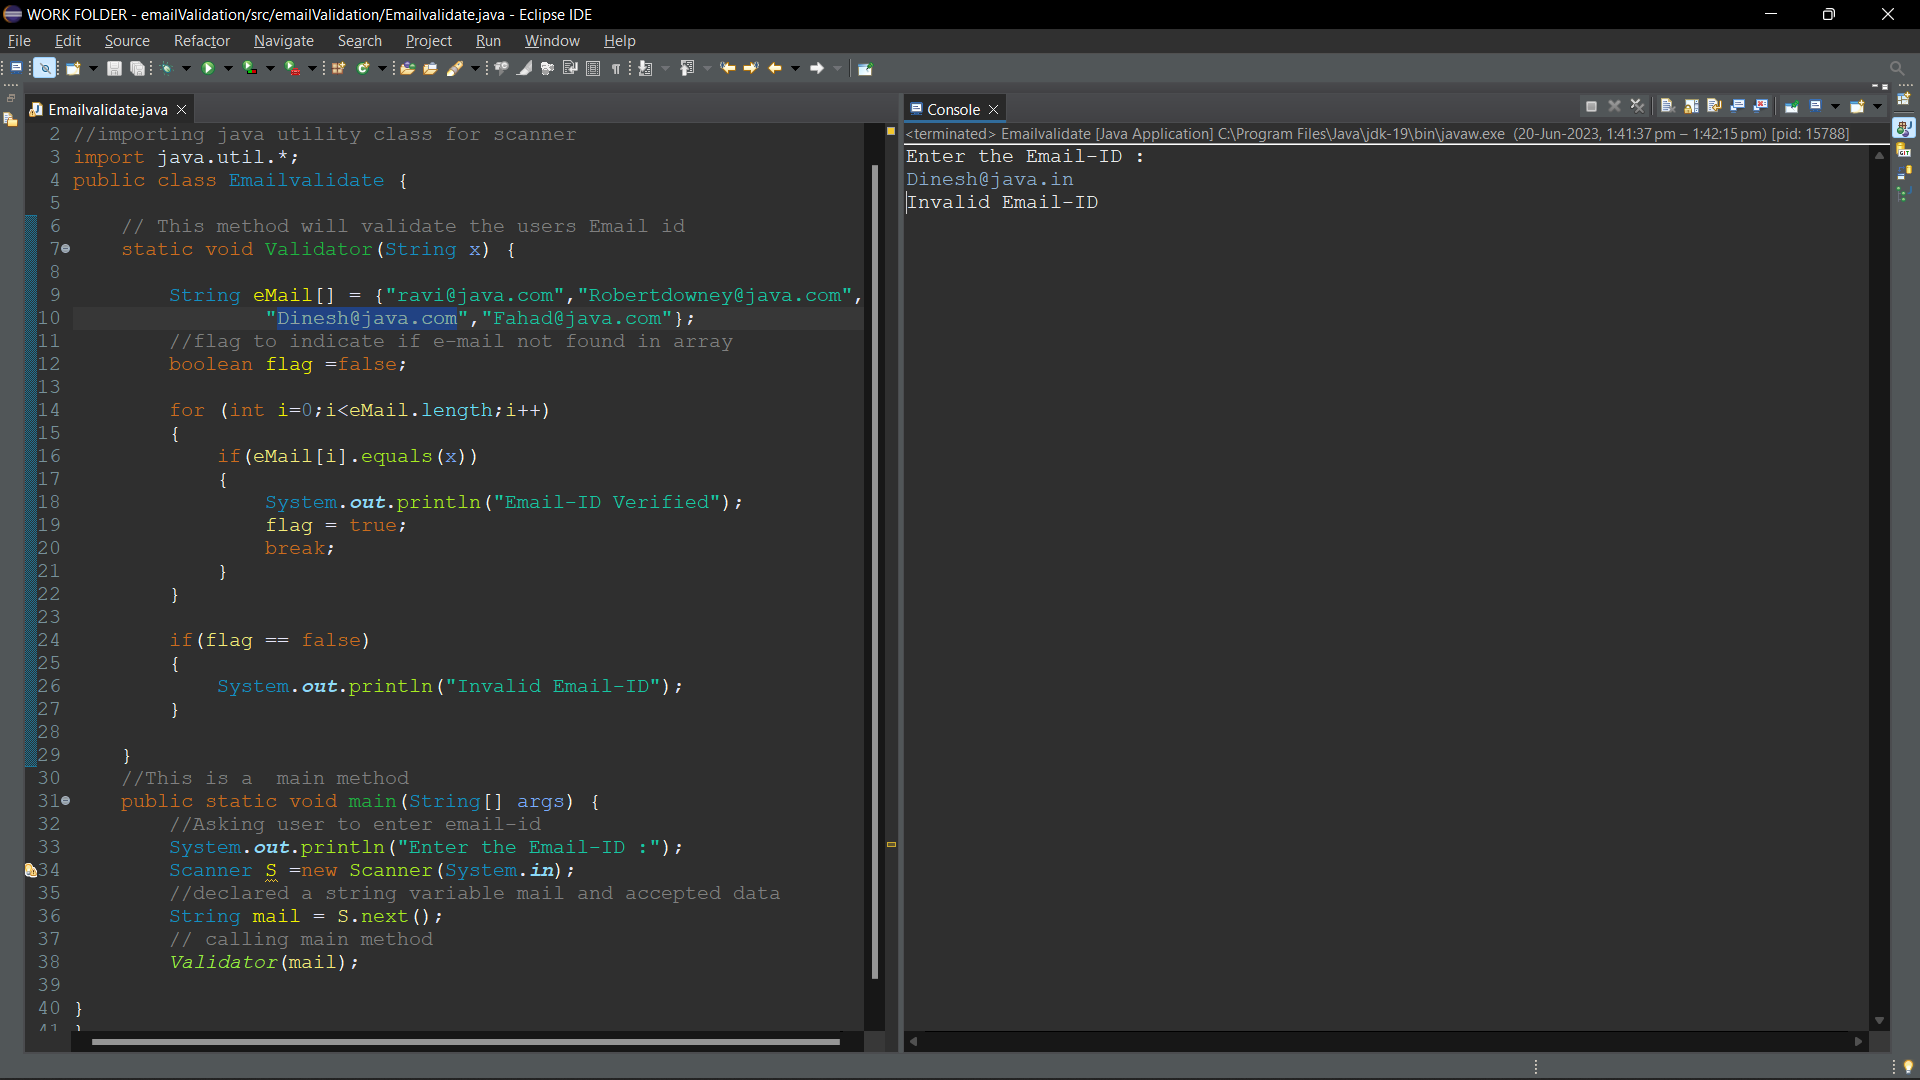 WORK FOLDER - emailValidation/src/emailValidation/Emailvalidate.java - Eclipse IDE
File Edit Source Refactor Navigate Search Project Run Window Help
Emailvalidate.java
2 //importing java utility class for scanner
3 import java.util.*;
4 public class Emailvalidate {
5
6 // This method will validate the users Email id
7 static void Validator(String x) {
8
9 String eMail[] = {"ravi@java.com","Robertdowney@java.com",
10 "Dinesh@java.com","Fahad@java.com"};
11 //flag to indicate if e-mail not found in array
12 boolean flag =false;
13
14 for (int i=0;i<eMail.length;i++)
15 {
16 if(eMail[i].equals(x))
17 {
18 System.out.println("Email-ID Verified");
19 flag = true;
20 break;
21 }
22 }
23
24 if(flag == false)
25 {
26 System.out.println("Invalid Email-ID");
27 }
28
29 }
30 //This is a  main method
31 public static void main(String[] args) {
32 //Asking user to enter email-id
33 System.out.println("Enter the Email-ID :");
34 Scanner S =new Scanner(System.in);
35 //declared a string variable mail and accepted data
36 String mail = S.next();
37 // calling main method
38 Validator(mail);
39
40 }
41 }
Console
<terminated> Emailvalidate [Java Application] C:\Program Files\Java\jdk-19\bin\javaw.exe (20-Jun-2023, 1:41:37 pm – 1:42:15 pm) [pid: 15788]
Enter the Email-ID :
Dinesh@java.in
Invalid Email-ID